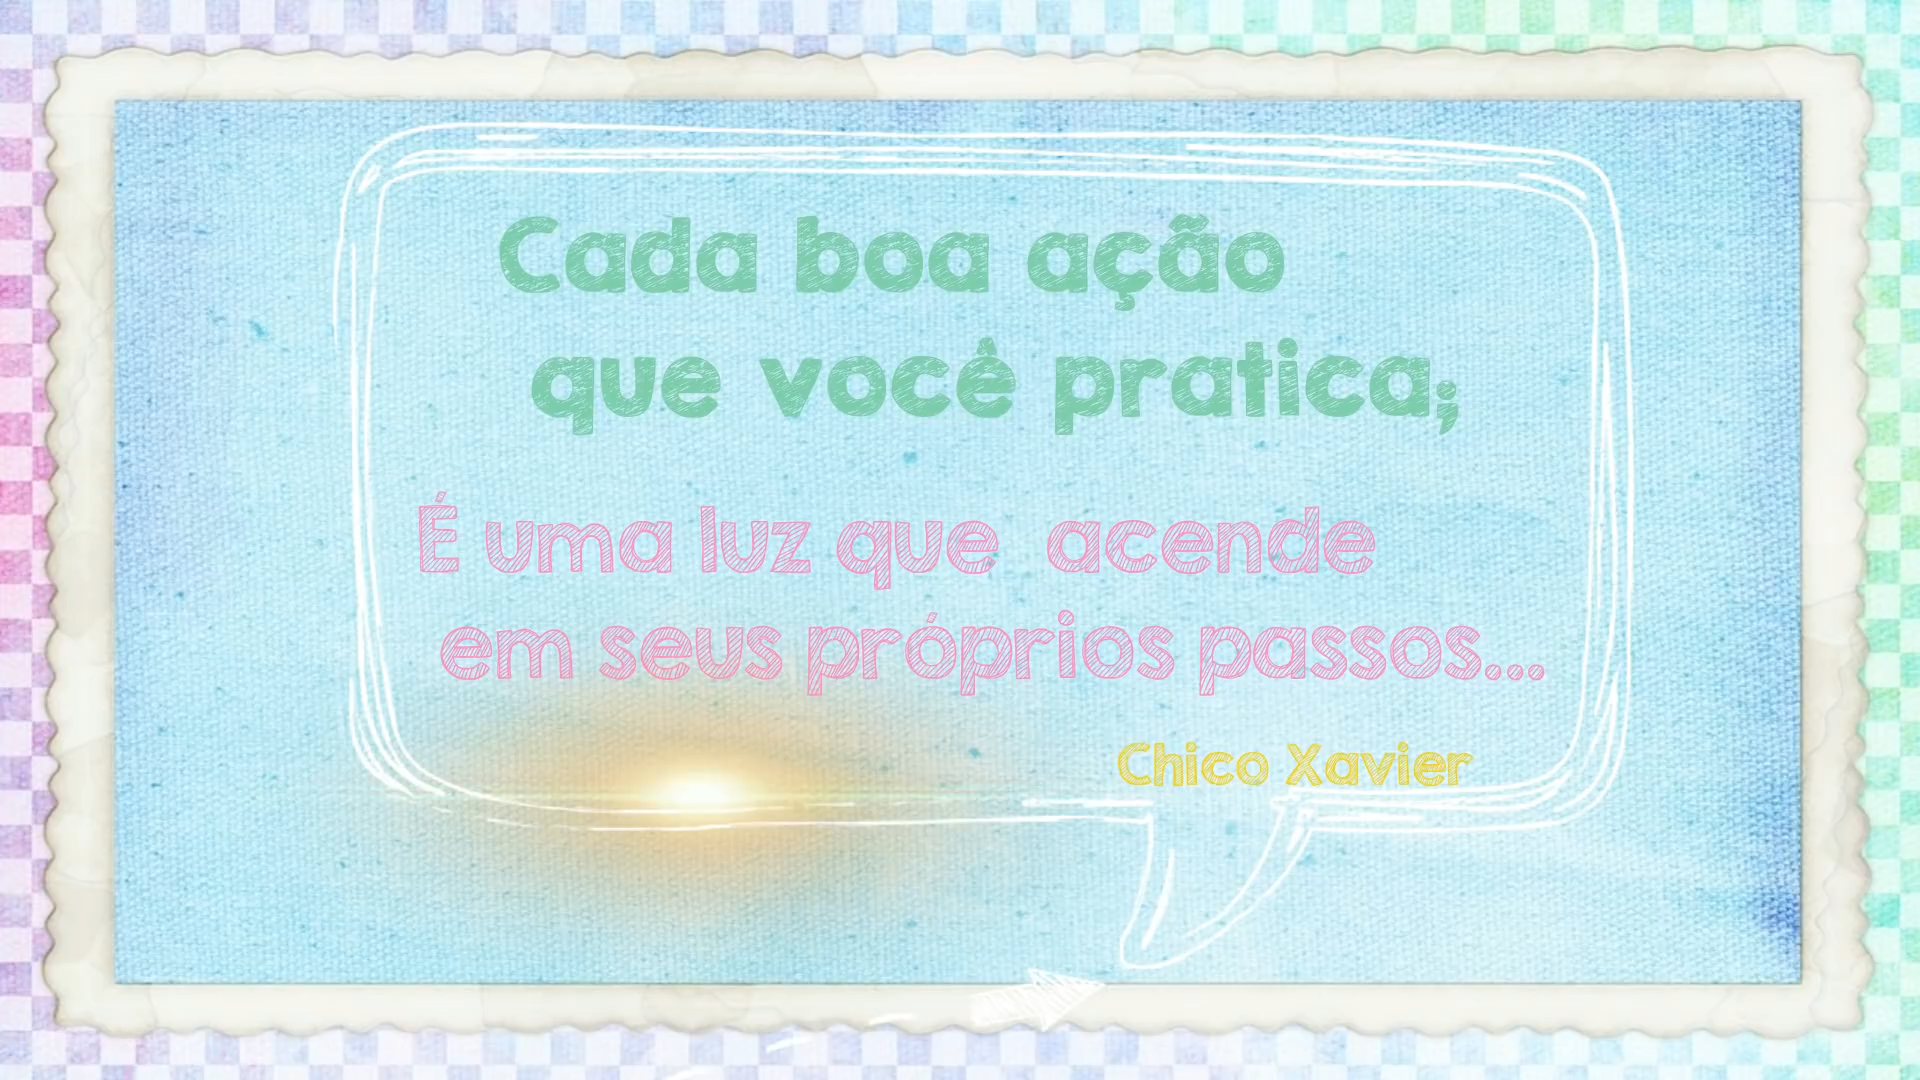 Cada boa ação
que você pratica;
É uma luz que acende
em seus próprios passos...
Chico Xavier